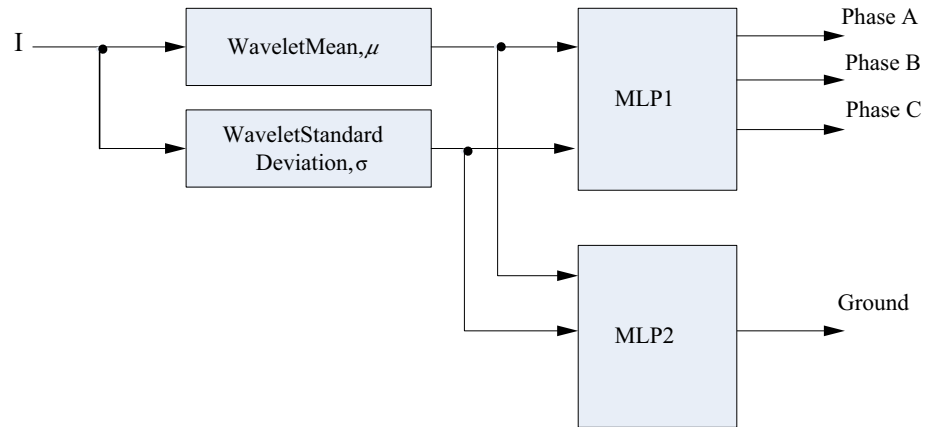 I
WaveletMean,μ
WaveletStandard
Deviation,σ
MLP1
Phase A
Phase B
Phase C
MLP2
Ground